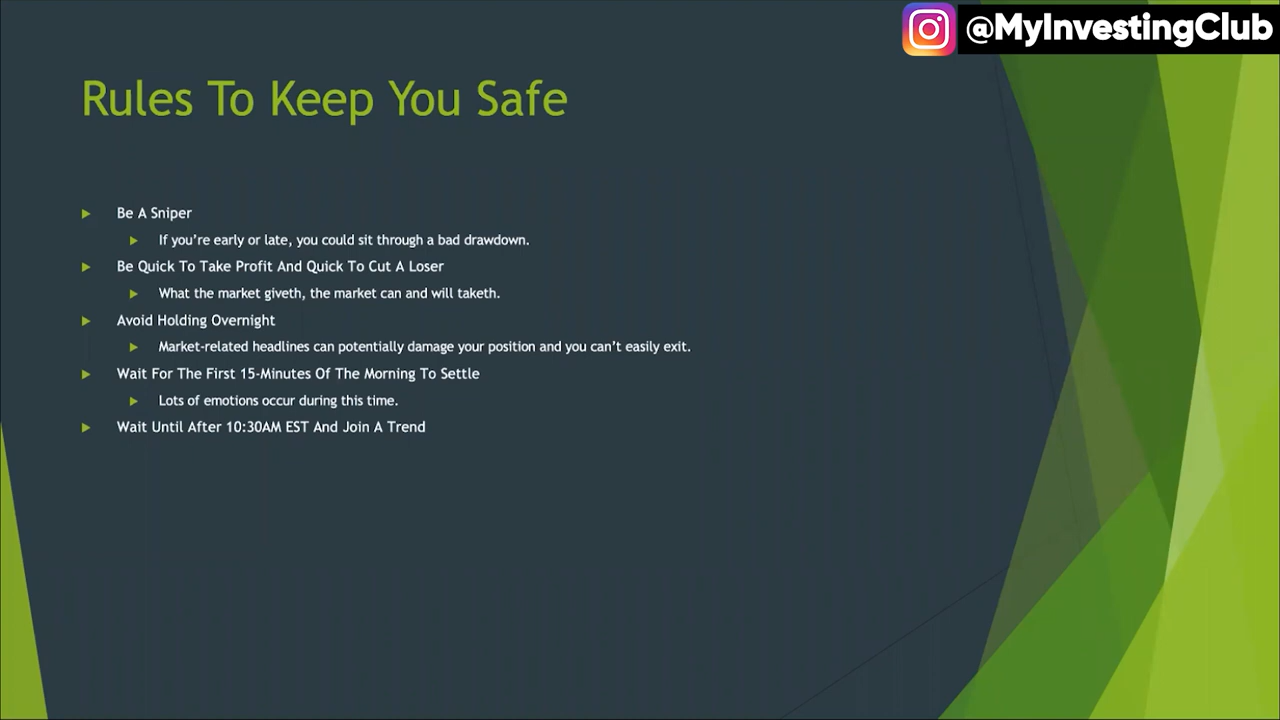 @MyInvestingClub
Rules To Keep You Safe
Be A Sniper
If you're early or late, you could sit through a bad drawdown.
Be Quick To Take Profit And Quick To Cut A Loser
What the market giveth, the market can and will taketh.
Avoid Holding Overnight
Market-related headlines can potentially damage your position and you can't easily exit.
Wait For The First 15-Minutes Of The Morning To Settle
Lots of emotions occur during this time.
Wait Until After 10:30AM EST And Join A Trend